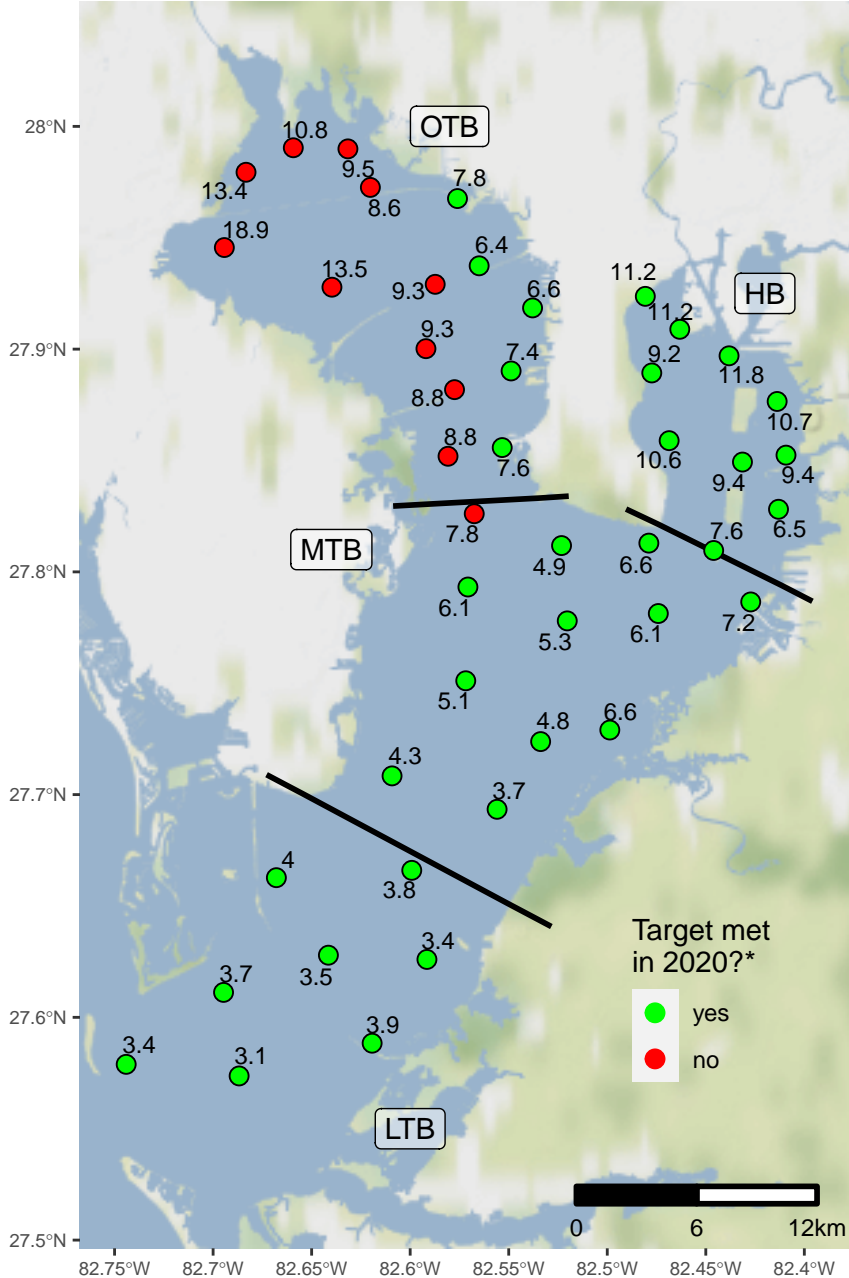 28°N
27.9°N
27.8°N
27.7°N
27.6°N
27.5°N
OTB
10.8
9.5
13.4
8.6
7.8
18.9
6.4
13.5
9.3
6.6
11.2
HB
11.2
9.3
7.4
9.2
11.8
8.8
10.7
8.8
7.6
10.6
9.4
9.4
6.5
7.8
MTB
4.9
6.6
7.6
6.1
5.3
6.1
7.2
5.1
4.8
6.6
4.3
3.7
4
3.8
3.5
3.4
3.7
3.9
3.4
3.1
LTB
Target met
in 2020?*
yes
no
0 6 12km
82.75°W 82.7°W 82.65°W 82.6°W 82.55°W 82.5°W 82.45°W 82.4°W